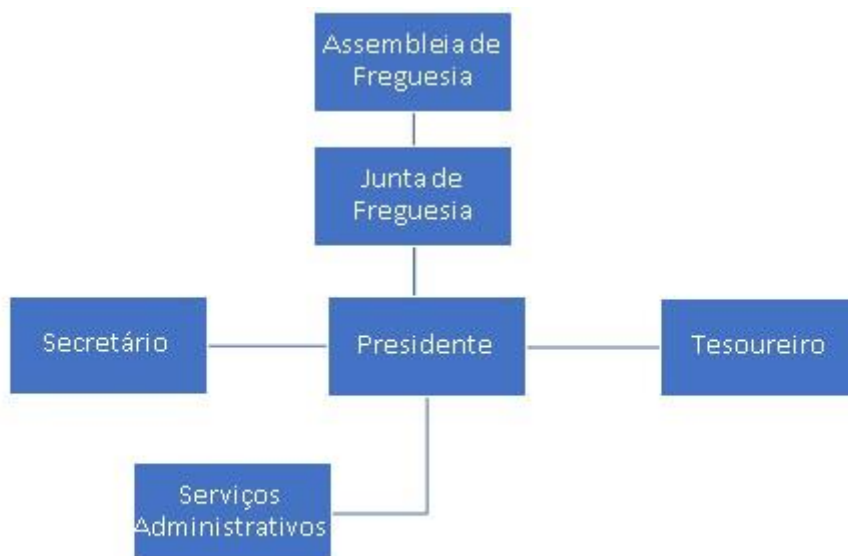 Assembleia de
Freguesia
Junta de
Freguesia
Secretário
Presidente
Tesoureiro
Serviços
Administrativos